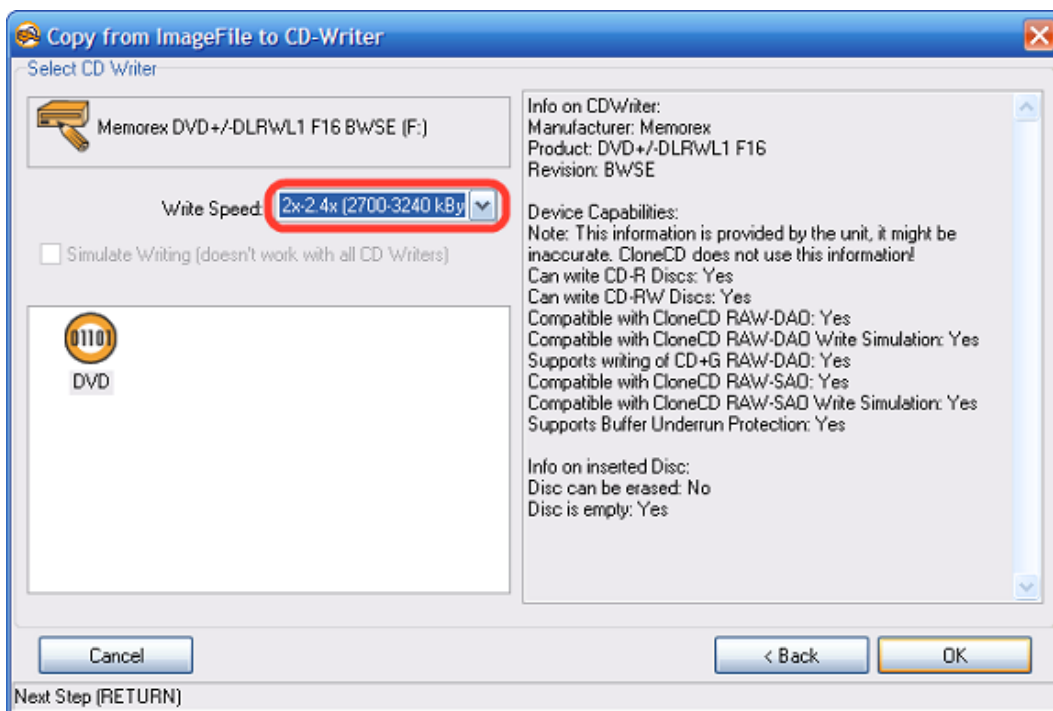 Copy from ImageFile to CD-Writer
Select CD Writer
Memorex DVD+/-DLRWL1 F16 BWSE (F:)
Write Speed: 2x-2.4x (2700-3240 kBy
Simulate Writing (doesn't work with all CD Writers)
01101
DVD
Info on CDWriter:
Manufacturer: Memorex
Product: DVD+/-DLRWL1 F16
Revision: BWSE
Device Capabilities:
Note: This information is provided by the unit, it might be
inaccurate. CloneCD does not use this information!
Can write CD-R Discs: Yes
Can write CD-RW Discs: Yes
Compatible with CloneCD RAW-DAO: Yes
Compatible with CloneCD RAW-DAO Write Simulation: Yes
Supports writing of CD+G RAW-DAO: Yes
Compatible with CloneCD RAW-SAO: Yes
Compatible with CloneCD RAW-SAO Write Simulation: Yes
Supports Buffer Underrun Protection: Yes
Info on inserted Disc:
Disc can be erased: No
Disc is empty: Yes
Cancel
< Back
OK
Next Step (RETURN)